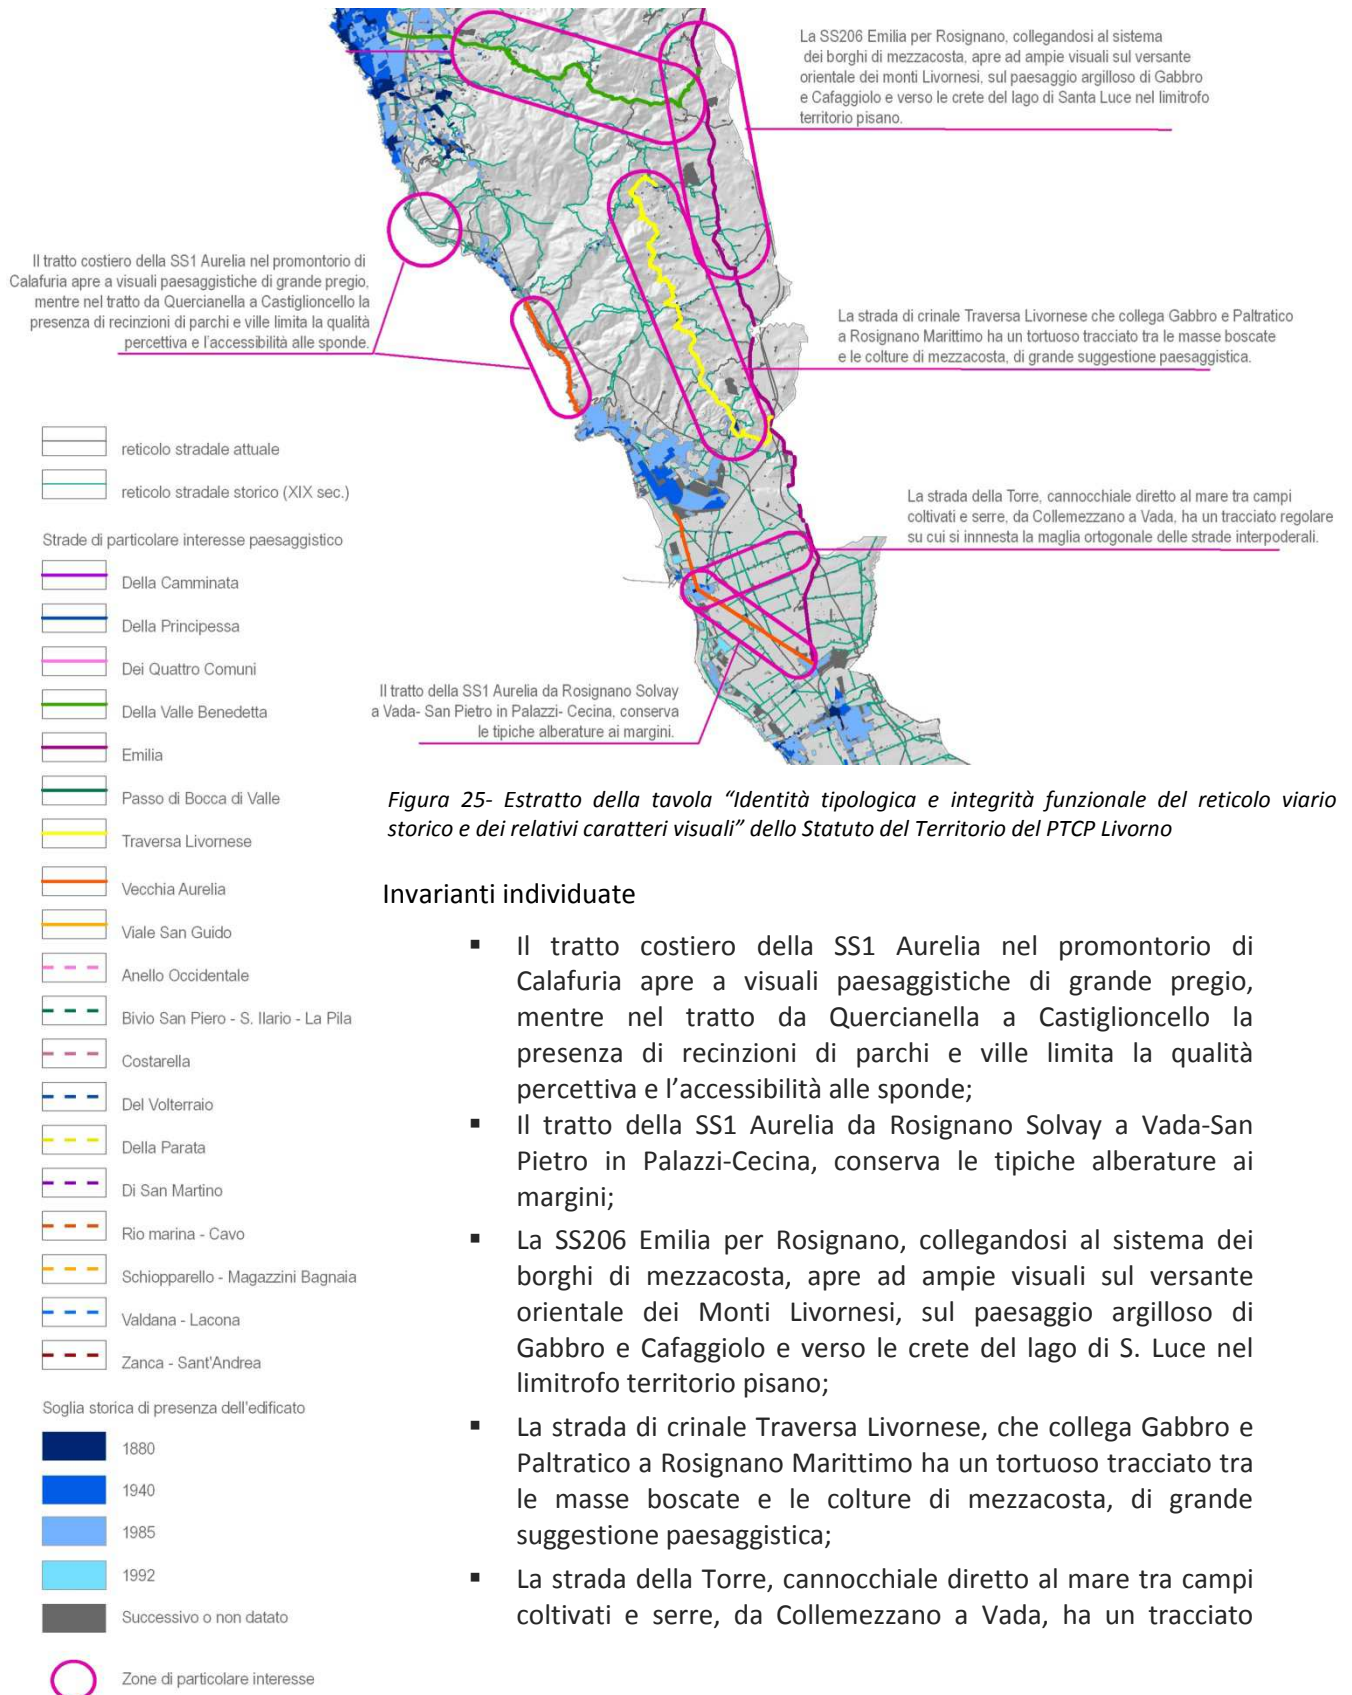 La SS206 Emilia per Rosignano, collegandosi al sistema
dei borghi di mezzacosta, apre ad ampie visuali sul versante
orientale dei monti Livornesi, sul paesaggio argilloso di Gabbro
e Cafaggiolo e verso le crete del lago di Santa Luce nel limitrofo
territorio pisano.
Il tratto costiero della SS1 Aurelia nel promontorio di
Calafuria apre a visuali paesaggistiche di grande pregio,
mentre nel tratto da Quercianella a Castiglioncello la
presenza di recinzioni di parchi e ville limita la qualità
percettiva e l'accessibilità alle sponde.
La strada di crinale Traversa Livornese che collega Gabbro e Paltratico
a Rosignano Marittimo ha un tortuoso tracciato tra le masse boscate
e le colture di mezzacosta, di grande suggestione paesaggistica.
La strada della Torre, cannocchiale diretto al mare tra campi
coltivati e serre, da Collemezzano a Vada, ha un tracciato regolare
su cui si innnesta la maglia ortogonale delle strade interpoderali.
Il tratto della SS1 Aurelia da Rosignano Solvay
a Vada- San Pietro in Palazzi- Cecina, conserva
le tipiche alberature ai margini.
reticolo stradale attuale
reticolo stradale storico (XIX sec.)
Strade di particolare interesse paesaggistico
Della Camminata
Della Principessa
Dei Quattro Comuni
Della Valle Benedetta
Emilia
Passo di Bocca di Valle
Traversa Livornese
Vecchia Aurelia
Viale San Guido
Anello Occidentale
Bivio San Piero - S. Ilario - La Pila
Costarella
Del Volterraio
Della Parata
Di San Martino
Rio marina - Cavo
Schiopparello - Magazzini Bagnaia
Valdana - Lacona
Zanca - Sant'Andrea
Soglia storica di presenza dell'edificato
1880
1940
1985
1992
Successivo o non datato
Zone di particolare interesse
Figura 25- Estratto della tavola “Identità tipologica e integrità funzionale del reticolo viario
storico e dei relativi caratteri visuali” dello Statuto del Territorio del PTCP Livorno
Invarianti individuate
▪ Il tratto costiero della SS1 Aurelia nel promontorio di
Calafuria apre a visuali paesaggistiche di grande pregio,
mentre nel tratto da Quercianella a Castiglioncello la
presenza di recinzioni di parchi e ville limita la qualità
percettiva e l’accessibilità alle sponde;
▪ Il tratto della SS1 Aurelia da Rosignano Solvay a Vada-San
Pietro in Palazzi-Cecina, conserva le tipiche alberature ai
margini;
▪ La SS206 Emilia per Rosignano, collegandosi al sistema dei
borghi di mezzacosta, apre ad ampie visuali sul versante
orientale dei Monti Livornesi, sul paesaggio argilloso di
Gabbro e Cafaggiolo e verso le crete del lago di S. Luce nel
limitrofo territorio pisano;
▪ La strada di crinale Traversa Livornese, che collega Gabbro e
Paltratico a Rosignano Marittimo ha un tortuoso tracciato tra
le masse boscate e le colture di mezzacosta, di grande
suggestione paesaggistica;
▪ La strada della Torre, cannocchiale diretto al mare tra campi
coltivati e serre, da Collemezzano a Vada, ha un tracciato